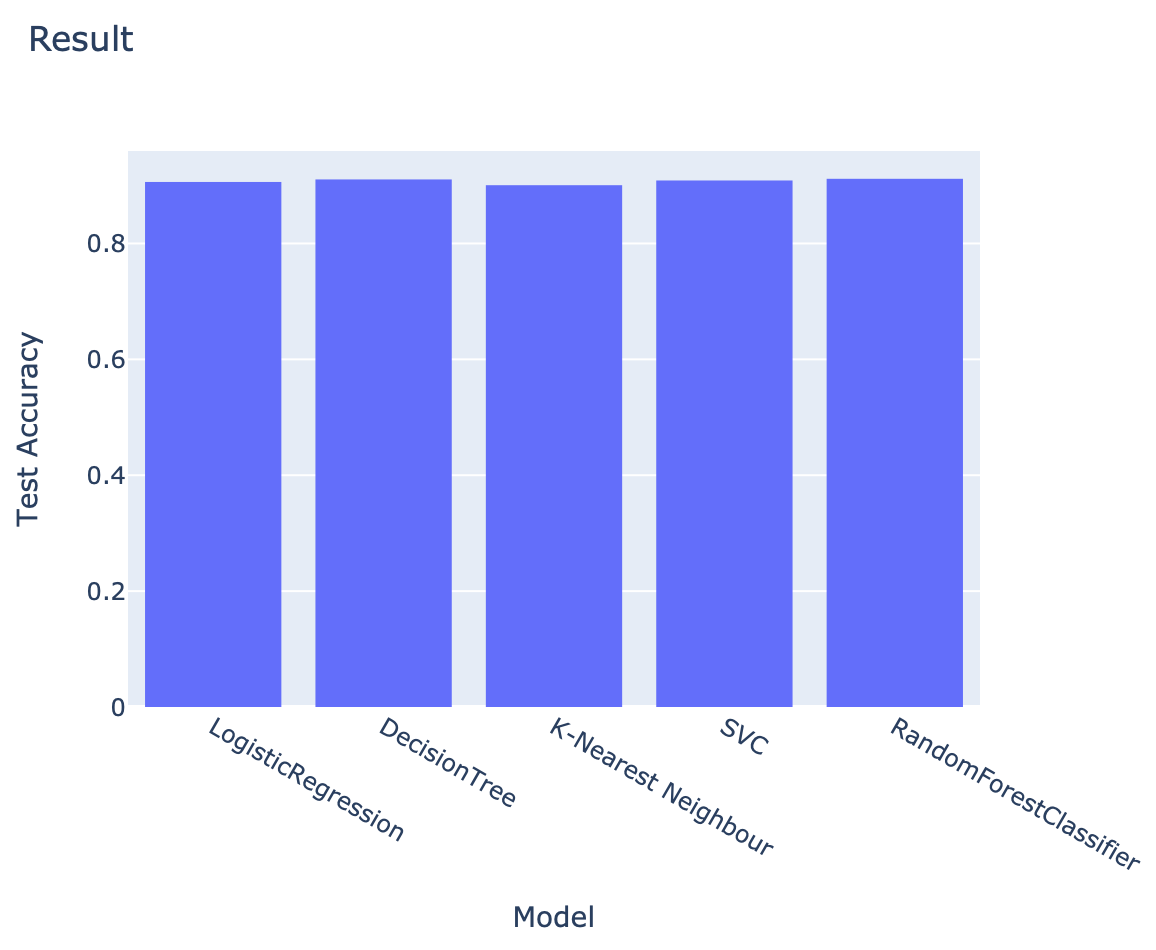 Result
Test Accuracy
0.8
0.6
0.4
0.2
0
LogisticRegression
DecisionTree
K-Nearest Neighbour
SVC
RandomForestClassifier
Model